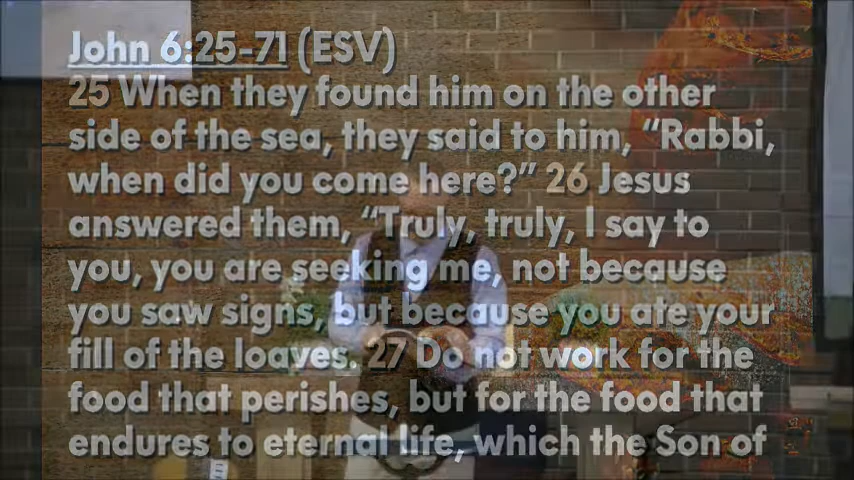 John 6:25-71 (ESV)
25 When they found him on the other
side of the sea, they said to him, “Rabbi,
when did you come here?” 26 Jesus
answered them, “Truly, truly, I say to
you, you are seeking me, not because
you saw signs, but because you ate your
fill of the loaves. 27 Do not work for the
food that perishes, but for the food that
endures to eternal life, which the Son of